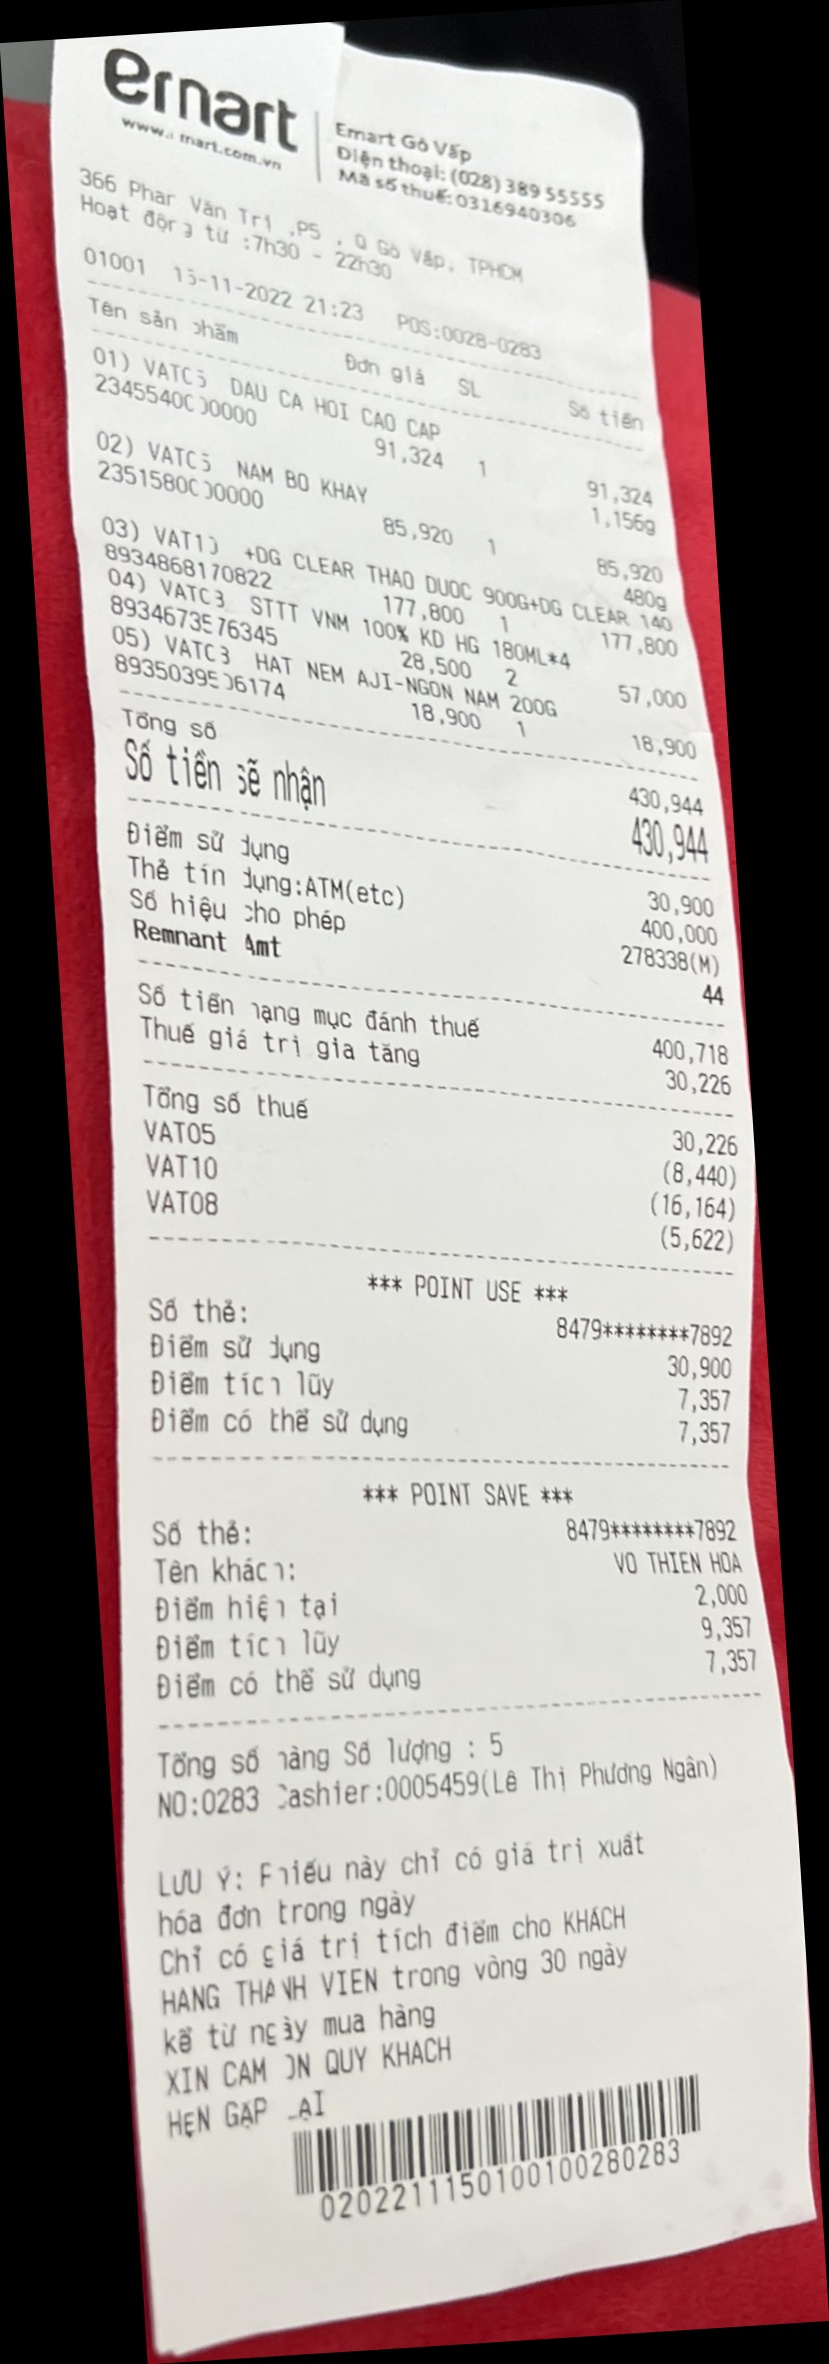 emart
www.emart.com.vn
Emart Gò Vấp
Điện thoại: (028) 389 55555
Mã số thuế: 0316940306
366 Phan Văn Trị ,P5 , Q Gò Vấp, TPHCM
Hoạt động từ :7h30 - 22h30
01001 15-11-2022 21:23 POS:0028-0283
Tên sản phẩm Đơn giá SL Số tiền
01) VAT05 DAU CA HOI CAO CAP
2345540000000 91,324 1 91,324
1,156g
02) VAT05 NAM BO KHAY
2351580000000 85,920 1 85,920
480g
03) VAT10 +DG CLEAR THAO DUOC 900G+DG CLEAR 140
8934868170822 177,800 1 177,800
04) VAT08 STTT VNM 100% KD HG 180ML*4
8934673576345 28,500 2 57,000
05) VAT08 HAT NEM AJI-NGON NAM 200G
8935039506174 18,900 1 18,900
Tổng số 430,944
Số tiền sẽ nhận 430,944
Điểm sử dụng 30,900
Thẻ tín dụng:ATM(etc) 400,000
Số hiệu cho phép 278338(M)
Remnant Amt 44
Số tiền hạng mục đánh thuế 400,718
Thuế giá trị gia tăng 30,226
Tổng số thuế 30,226
VAT05 (8,440)
VAT10 (16,164)
VAT08 (5,622)
*** POINT USE ***
Số thẻ: 8479********7892
Điểm sử dụng 30,900
Điểm tích lũy 7,357
Điểm có thể sử dụng 7,357
*** POINT SAVE ***
Số thẻ: 8479********7892
Tên khách: VO THIEN HOA
Điểm hiện tại 2,000
Điểm tích lũy 9,357
Điểm có thể sử dụng 7,357
Tổng số hàng Số lượng : 5
NO:0283 Cashier:0005459(Lê Thị Phương Ngân)
LƯU Ý: Phiếu này chỉ có giá trị xuất
hóa đơn trong ngày
Chỉ có giá trị tích điểm cho KHÁCH
HANG THANH VIEN trong vòng 30 ngày
kể từ ngày mua hàng
XIN CAM ON QUY KHACH
HẸN GẶP LẠI
0202211150100100280283